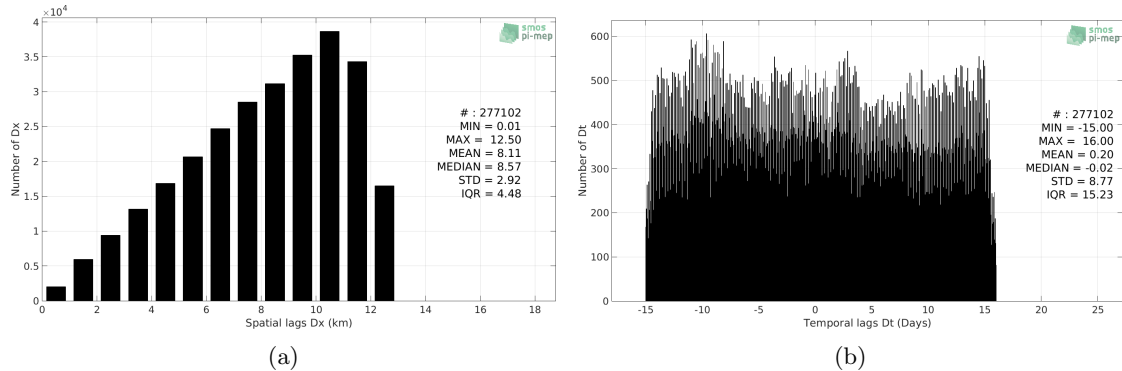 ×10⁴
4
3.5
3
2.5
2
1.5
1
0.5
0
Number of Dx
0 2 4 6 8 10 12 14 16 18
Spatial lags Dx (km)
smos
pi-mep
# : 277102
MIN = 0.01
MAX = 12.50
MEAN = 8.11
MEDIAN = 8.57
STD = 2.92
IQR = 4.48
(a)
600
500
400
300
200
100
0
Number of Dt
-15 -10 -5 0 5 10 15 20 25
Temporal lags Dt (Days)
smos
pi-mep
# : 277102
MIN = -15.00
MAX = 16.00
MEAN = 0.20
MEDIAN = -0.02
STD = 8.77
IQR = 15.23
(b)